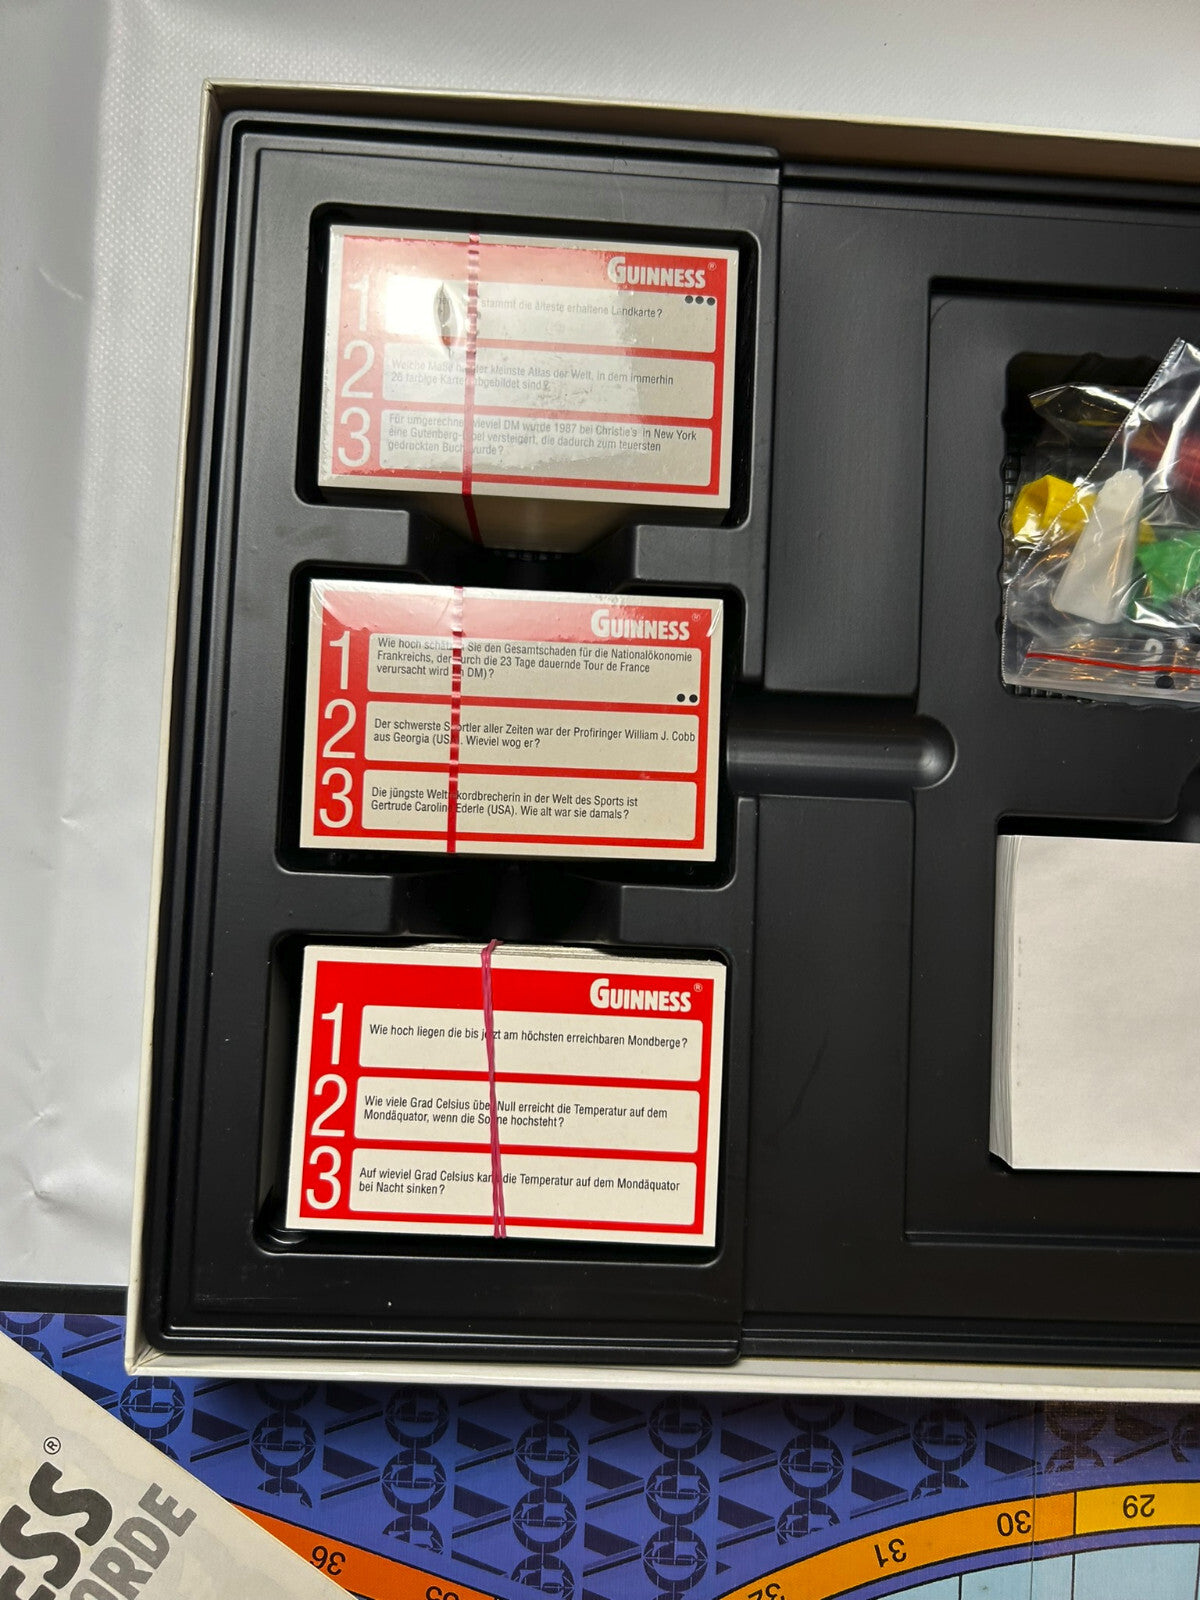 GUINNESS®
1
stammt die älteste erhaltene Landkarte?
2
Welche Maße der kleinste Atlas der Welt, in dem immerhin
26 farbige Karten abgebildet sind?
3
Für umgerechnet wieviel DM wurde 1987 bei Christie's in New York
eine Gutenberg-Bibel versteigert, die dadurch zum teuersten
gedruckten Buch wurde?
GUINNESS®
1
Wie hoch schätzen Sie den Gesamtschaden für die Nationalökonomie
Frankreichs, der durch die 23 Tage dauernde Tour de France
verursacht wird (in DM)?
2
Der schwerste Sportler aller Zeiten war der Profiringer William J. Cobb
aus Georgia (USA). Wieviel wog er?
3
Die jüngste Weltrekordbrecherin in der Welt des Sports ist
Gertrude Caroline Ederle (USA). Wie alt war sie damals?
GUINNESS®
1
Wie hoch liegen die bis jetzt am höchsten erreichbaren Mondberge?
2
Wie viele Grad Celsius über Null erreicht die Temperatur auf dem
Mondäquator, wenn die Sonne hochsteht?
3
Auf wieviel Grad Celsius kann die Temperatur auf dem Mondäquator
bei Nacht sinken?
ESS®
ORDE
36
35
32
31
30
29